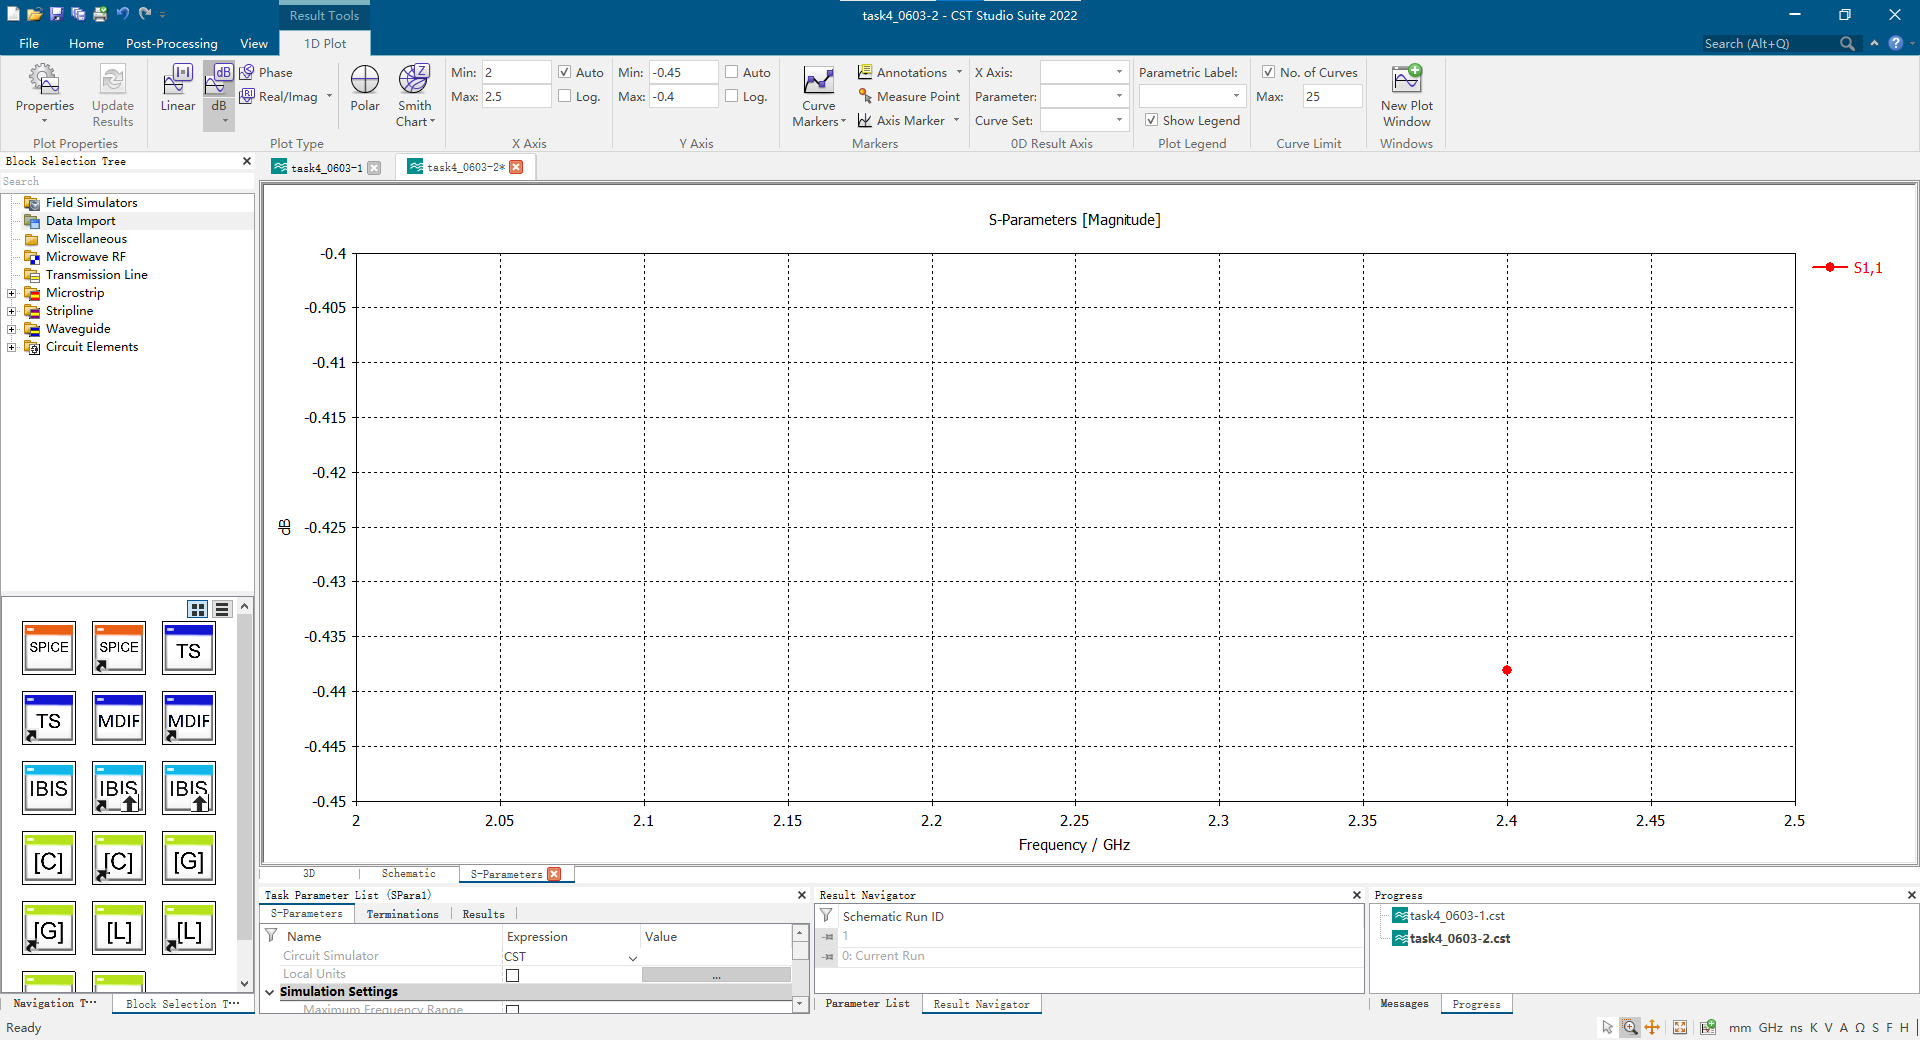 Result Tools
task4_0603-2 - CST Studio Suite 2022
File Home Post-Processing View 1D Plot
Search (Alt+Q)
Properties
Update Results
Linear
dB
Phase
Real/Imag
Polar
Smith Chart
Min: 2 Auto
Max: 2.5 Log.
Min: -0.45 Auto
Max: -0.4 Log.
Curve Markers
Annotations
Measure Point
Axis Marker
X Axis:
Parameter:
Curve Set:
Parametric Label:
Show Legend
No. of Curves
Max: 25
New Plot Window
Plot Properties Plot Type X Axis Y Axis Markers 0D Result Axis Plot Legend Curve Limit Windows
Block Selection Tree
Search
Field Simulators
Data Import
Miscellaneous
Microwave RF
Transmission Line
Microstrip
Stripline
Waveguide
Circuit Elements
SPICE SPICE TS
TS MDIF MDIF
IBIS IBIS IBIS
[C] [C] [G]
[G] [L] [L]
Navigation T... Block Selection T...
task4_0603-1 task4_0603-2*
S-Parameters [Magnitude]
S1,1
dB
-0.4
-0.405
-0.41
-0.415
-0.42
-0.425
-0.43
-0.435
-0.44
-0.445
-0.45
2 2.05 2.1 2.15 2.2 2.25 2.3 2.35 2.4 2.45 2.5
Frequency / GHz
3D Schematic S-Parameters
Task Parameter List (SPara1)
S-Parameters Terminations Results
Name Expression Value
Circuit Simulator CST
Local Units ...
Simulation Settings
Maximum Frequency Range
Result Navigator
Schematic Run ID
1
0: Current Run
Parameter List Result Navigator
Progress
task4_0603-1.cst
task4_0603-2.cst
Messages Progress
Ready
mm GHz ns K V A Ω S F H